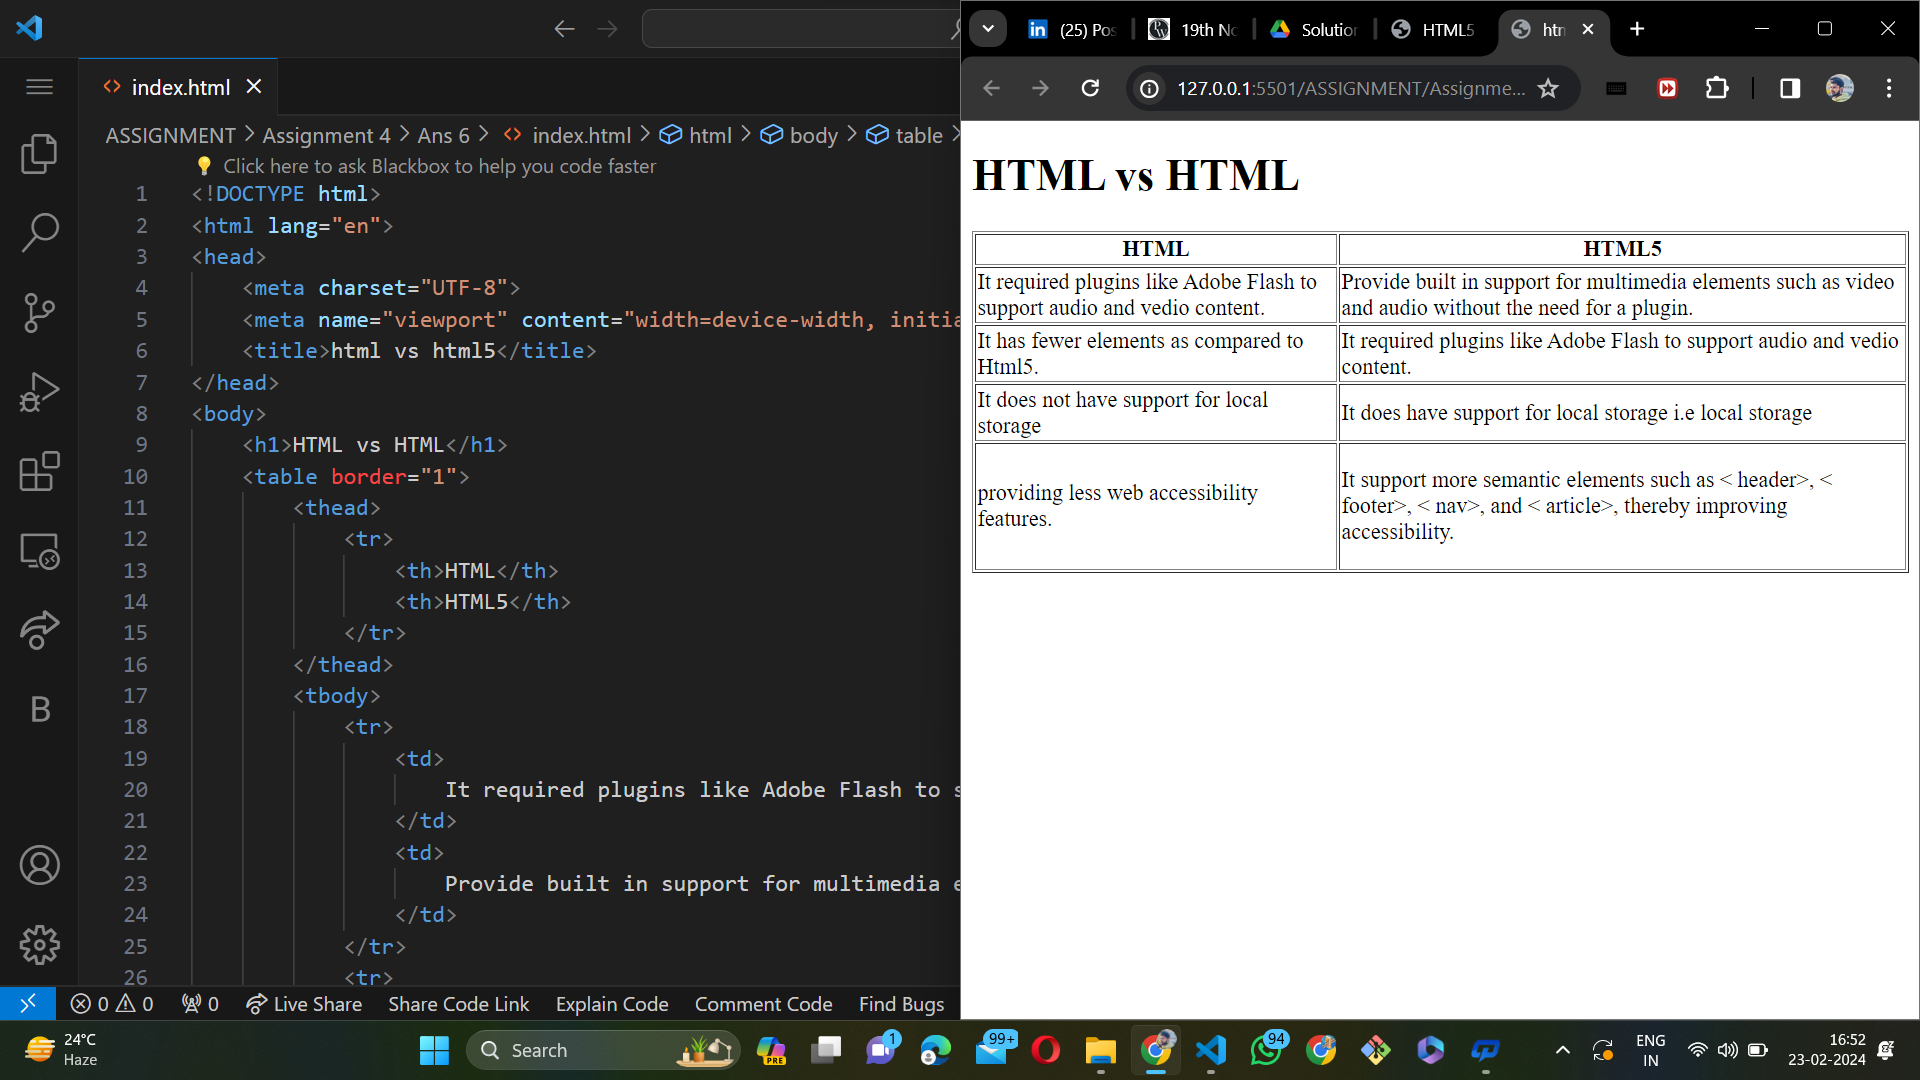 index.html
ASSIGNMENT > Assignment 4 > Ans 6 > index.html > html > body > table >
Click here to ask Blackbox to help you code faster
1 <!DOCTYPE html>
2 <html lang="en">
3 <head>
4 <meta charset="UTF-8">
5 <meta name="viewport" content="width=device-width, initia
6 <title>html vs html5</title>
7 </head>
8 <body>
9 <h1>HTML vs HTML</h1>
10 <table border="1">
11 <thead>
12 <tr>
13 <th>HTML</th>
14 <th>HTML5</th>
15 </tr>
16 </thead>
17 <tbody>
18 <tr>
19 <td>
20 It required plugins like Adobe Flash to s
21 </td>
22 <td>
23 Provide built in support for multimedia e
24 </td>
25 </tr>
26 <tr>
B
0 0 0 Live Share Share Code Link Explain Code Comment Code Find Bugs
(25) Pos 19th No Solution HTML5 htm
127.0.0.1:5501/ASSIGNMENT/Assignme...
HTML vs HTML
HTML HTML5
It required plugins like Adobe Flash to
support audio and vedio content.
Provide built in support for multimedia elements such as video
and audio without the need for a plugin.
It has fewer elements as compared to
Html5.
It required plugins like Adobe Flash to support audio and vedio
content.
It does not have support for local
storage
It does have support for local storage i.e local storage
providing less web accessibility
features.
It support more semantic elements such as < header>, <
footer>, < nav>, and < article>, thereby improving
accessibility.
24°C
Haze
Search
PRE
1
99+
94
ENG
IN
16:52
23-02-2024